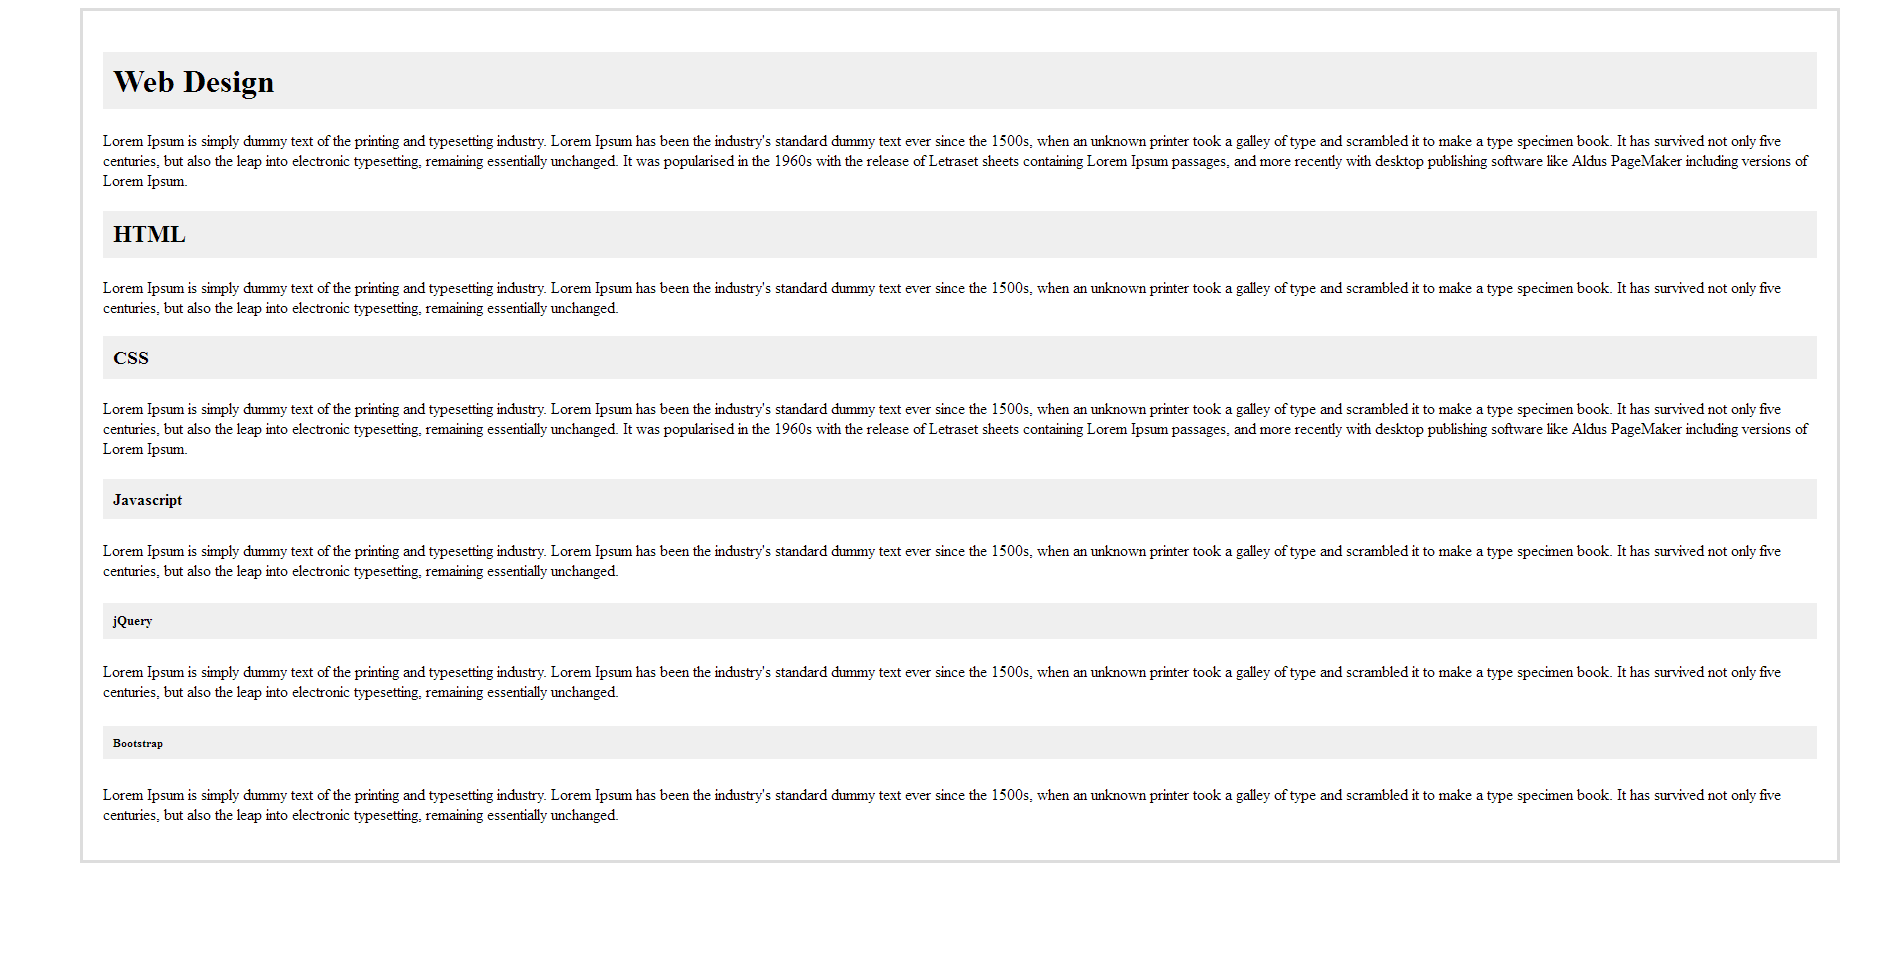 Web Design
Lorem Ipsum is simply dummy text of the printing and typesetting industry. Lorem Ipsum has been the industry's standard dummy text ever since the 1500s, when an unknown printer took a galley of type and scrambled it to make a type specimen book. It has survived not only five
centuries, but also the leap into electronic typesetting, remaining essentially unchanged. It was popularised in the 1960s with the release of Letraset sheets containing Lorem Ipsum passages, and more recently with desktop publishing software like Aldus PageMaker including versions of
Lorem Ipsum.
HTML
Lorem Ipsum is simply dummy text of the printing and typesetting industry. Lorem Ipsum has been the industry's standard dummy text ever since the 1500s, when an unknown printer took a galley of type and scrambled it to make a type specimen book. It has survived not only five
centuries, but also the leap into electronic typesetting, remaining essentially unchanged.
CSS
Lorem Ipsum is simply dummy text of the printing and typesetting industry. Lorem Ipsum has been the industry's standard dummy text ever since the 1500s, when an unknown printer took a galley of type and scrambled it to make a type specimen book. It has survived not only five
centuries, but also the leap into electronic typesetting, remaining essentially unchanged. It was popularised in the 1960s with the release of Letraset sheets containing Lorem Ipsum passages, and more recently with desktop publishing software like Aldus PageMaker including versions of
Lorem Ipsum.
Javascript
Lorem Ipsum is simply dummy text of the printing and typesetting industry. Lorem Ipsum has been the industry's standard dummy text ever since the 1500s, when an unknown printer took a galley of type and scrambled it to make a type specimen book. It has survived not only five
centuries, but also the leap into electronic typesetting, remaining essentially unchanged.
jQuery
Lorem Ipsum is simply dummy text of the printing and typesetting industry. Lorem Ipsum has been the industry's standard dummy text ever since the 1500s, when an unknown printer took a galley of type and scrambled it to make a type specimen book. It has survived not only five
centuries, but also the leap into electronic typesetting, remaining essentially unchanged.
Bootstrap
Lorem Ipsum is simply dummy text of the printing and typesetting industry. Lorem Ipsum has been the industry's standard dummy text ever since the 1500s, when an unknown printer took a galley of type and scrambled it to make a type specimen book. It has survived not only five
centuries, but also the leap into electronic typesetting, remaining essentially unchanged.